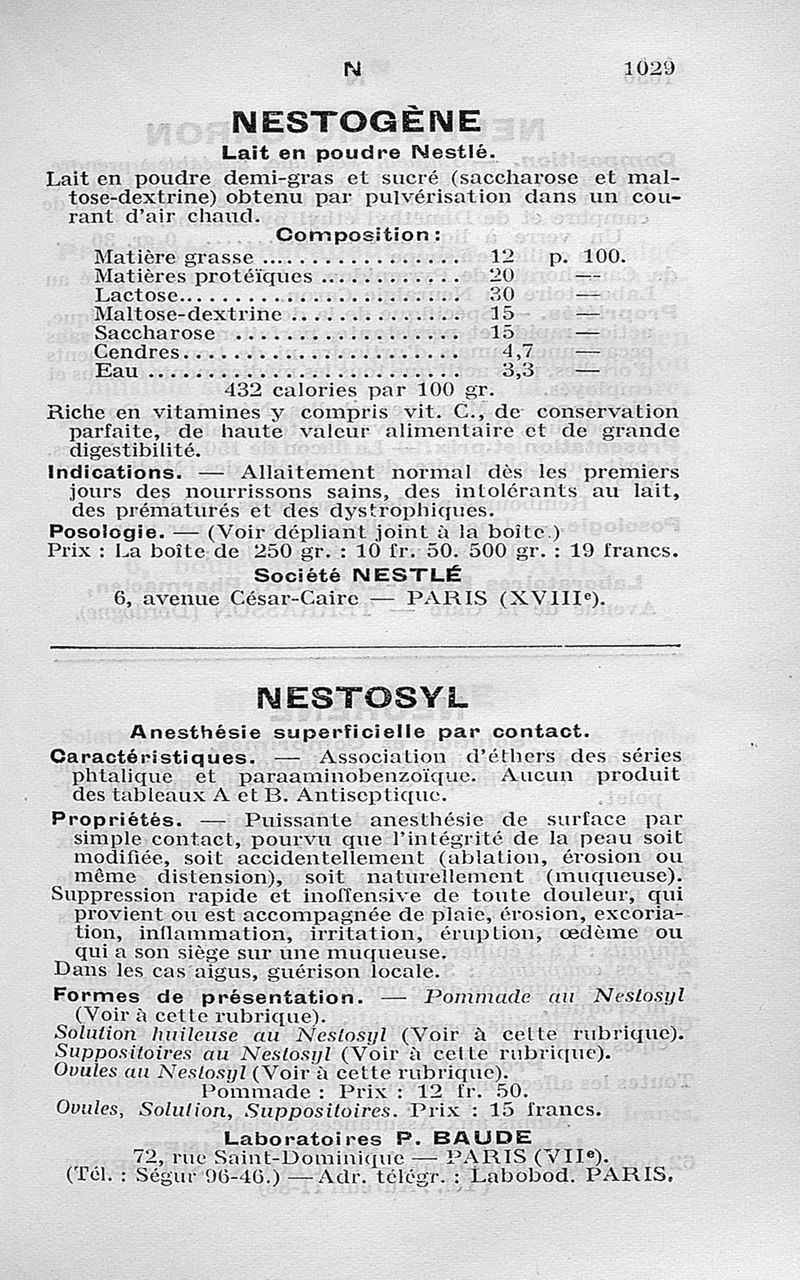 N 1029
NESTOGÈNE
Lait en poudre Nestlé.
Lait en poudre demi-gras et sucré (saccharose et mal-
tose-dextrine) obtenu par pulvérisation dans un cou-
rant d'air chaud.
Composition :
Matière grasse .................. 12 p. 100.
Matières protéïques ............. 20 —
Lactose......................... 30 —
Maltose-dextrine ................ 15 —
Saccharose ...................... 15 —
Cendres......................... 4,7 —
Eau ............................. 3,3 —
432 calories par 100 gr.
Riche en vitamines y compris vit. C., de conservation
parfaite, de haute valeur alimentaire et de grande
digestibilité.
Indications. — Allaitement normal dès les premiers
jours des nourrissons sains, des intolérants au lait,
des prématurés et des dystrophiques.
Posologie. — (Voir dépliant joint à la boîte.)
Prix : La boîte de 250 gr. : 10 fr. 50. 500 gr. : 19 francs.
Société NESTLÉ
6, avenue César-Caire — PARIS (XVIIIe).
NESTOSYL
Anesthésie superficielle par contact.
Caractéristiques. — Association d'éthers des séries
phtalique et paraaminobenzoïque. Aucun produit
des tableaux A et B. Antiseptique.
Propriétés. — Puissante anesthésie de surface par
simple contact, pourvu que l'intégrité de la peau soit
modifiée, soit accidentellement (ablation, érosion ou
même distension), soit naturellement (muqueuse).
Suppression rapide et inoffensive de toute douleur, qui
provient ou est accompagnée de plaie, érosion, excoria-
tion, inflammation, irritation, éruption, œdème ou
qui a son siège sur une muqueuse.
Dans les cas aigus, guérison locale.
Formes de présentation. — Pommade au Nestosyl
(Voir à cette rubrique).
Solution huileuse au Nestosyl (Voir à cette rubrique).
Suppositoires au Nestosyl (Voir à cette rubrique).
Ovules au Nestosyl (Voir à cette rubrique).
Pommade : Prix : 12 fr. 50.
Ovules, Solution, Suppositoires. Prix : 15 francs.
Laboratoires P. BAUDE
72, rue Saint-Dominique — PARIS (VIIe).
(Tél. : Ségur 96-46.) — Adr. télégr. : Labobod. PARIS.